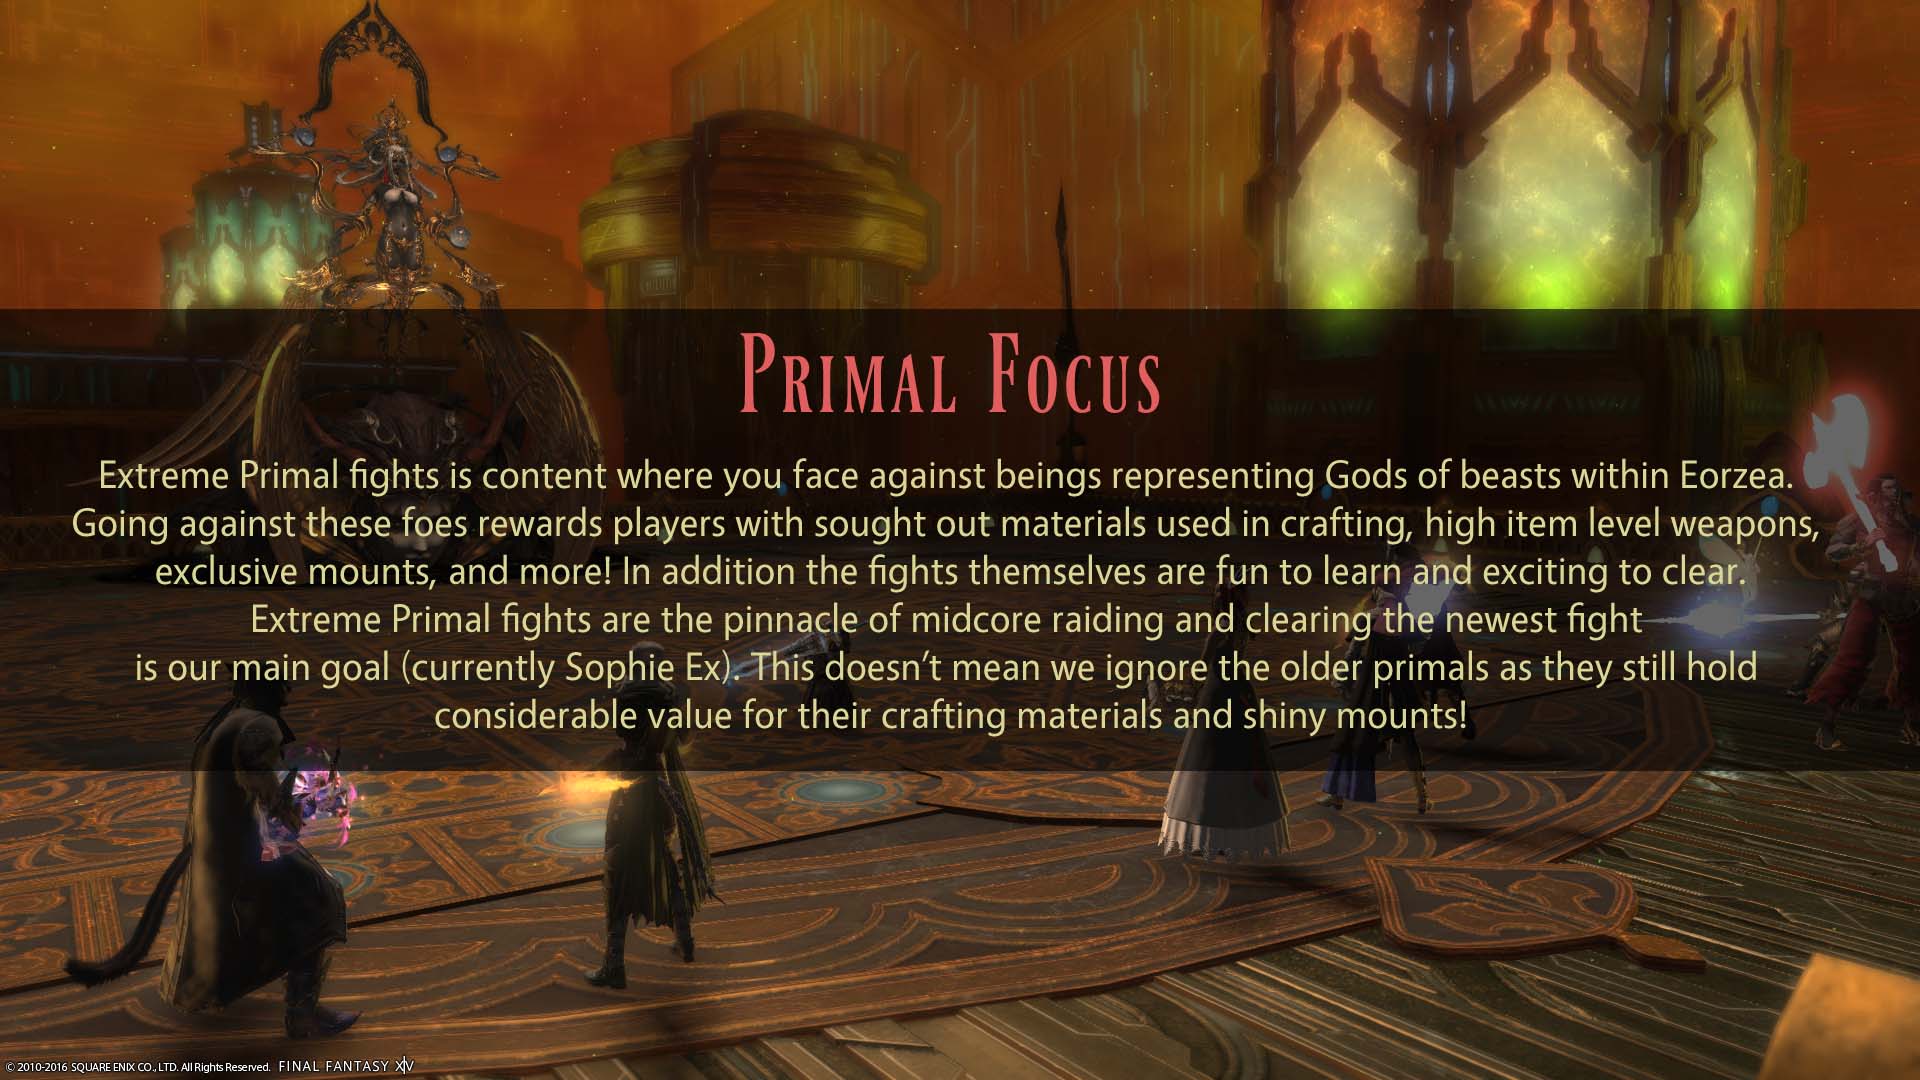 Primal Focus
Extreme Primal fights is content where you face against beings representing Gods of beasts within Eorzea.
Going against these foes rewards players with sought out materials used in crafting, high item level weapons,
exclusive mounts, and more! In addition the fights themselves are fun to learn and exciting to clear.
Extreme Primal fights are the pinnacle of midcore raiding and clearing the newest fight
is our main goal (currently Sophie Ex). This doesn’t mean we ignore the older primals as they still hold
considerable value for their crafting materials and shiny mounts!
© 2010-2016 SQUARE ENIX CO., LTD. All Rights Reserved. FINAL FANTASY XIV